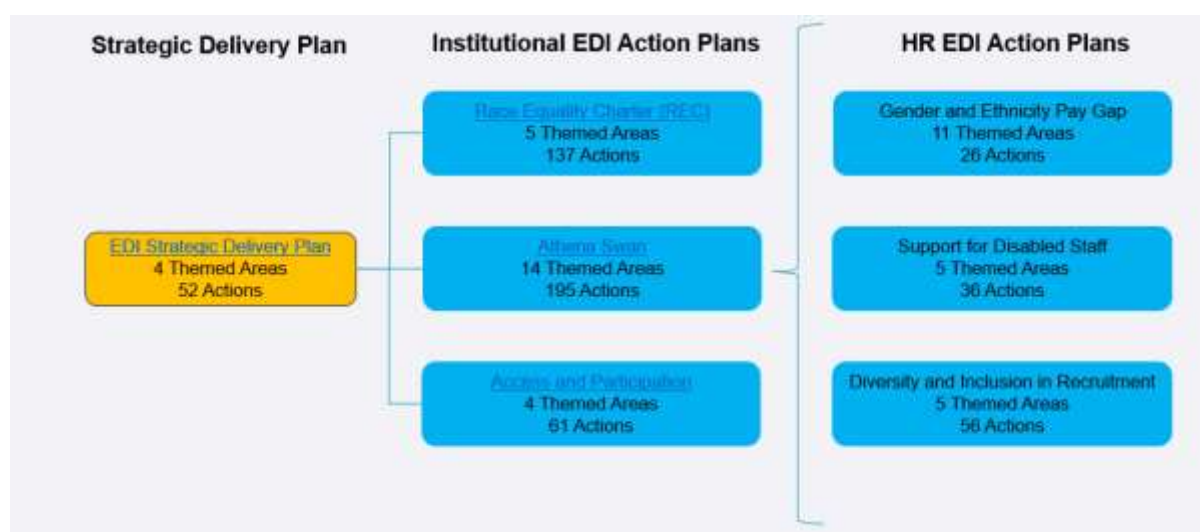 Strategic Delivery Plan
Institutional EDI Action Plans
HR EDI Action Plans
EDI Strategic Delivery Plan
4 Themed Areas
52 Actions
Race Equality Charter (REC)
5 Themed Areas
137 Actions
Athena Swan
14 Themed Areas
195 Actions
Access and Participation
4 Themed Areas
61 Actions
Gender and Ethnicity Pay Gap
11 Themed Areas
26 Actions
Support for Disabled Staff
5 Themed Areas
36 Actions
Diversity and Inclusion in Recruitment
5 Themed Areas
56 Actions